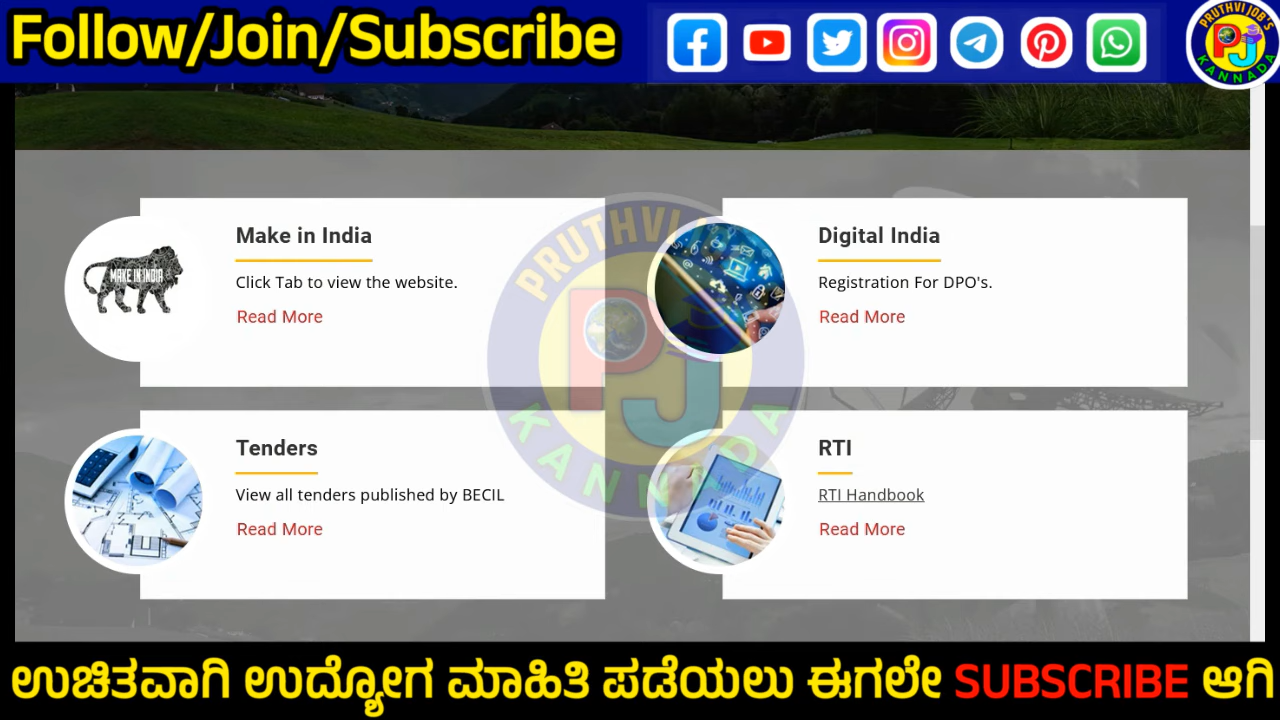 Follow/Join/Subscribe
PRUTHVI JOB'S
PJ
KANNADA
Make in India
Click Tab to view the website.
Read More
MAKE IN INDIA
Digital India
Registration For DPO's.
Read More
PRUTHVI J
PJ
KANNADA
Tenders
View all tenders published by BECIL
Read More
RTI
RTI Handbook
Read More
ಉಚಿತವಾಗಿ ಉದ್ಯೋಗ ಮಾಹಿತಿ ಪಡೆಯಲು ಈಗಲೇ SUBSCRIBE ಆಗಿ